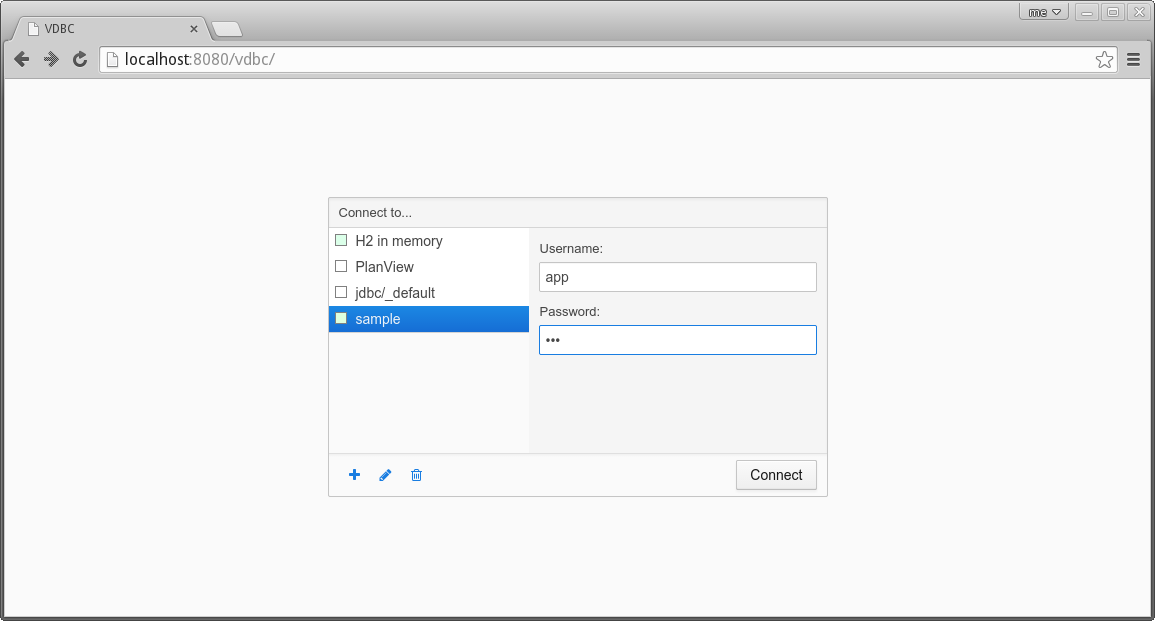 me
VDBC
localhost:8080/vdbc/
Connect to...
H2 in memory
PlanView
jdbc/_default
sample
Username:
app
Password:
•••
Connect